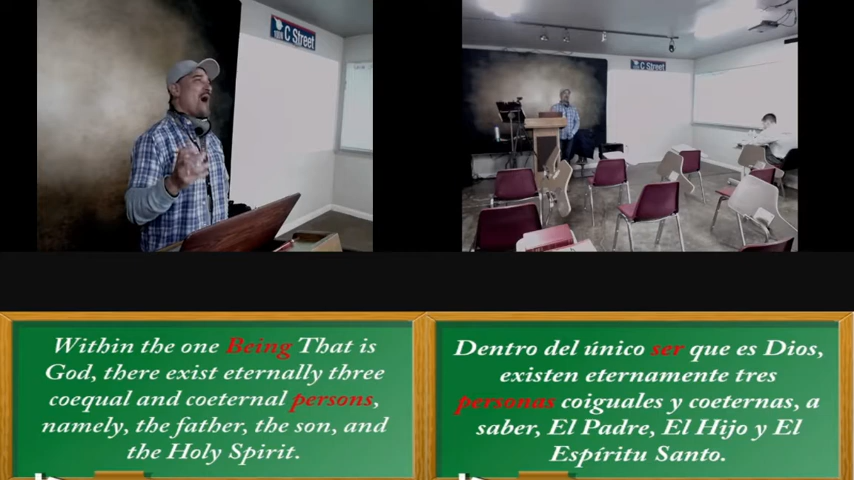 C Street
C Street
Within the one Being That is
God, there exist eternally three
coequal and coeternal persons,
namely, the father, the son, and
the Holy Spirit.
Dentro del único ser que es Dios,
existen eternamente tres
personas coiguales y coeternas, a
saber, El Padre, El Hijo y El
Espíritu Santo.